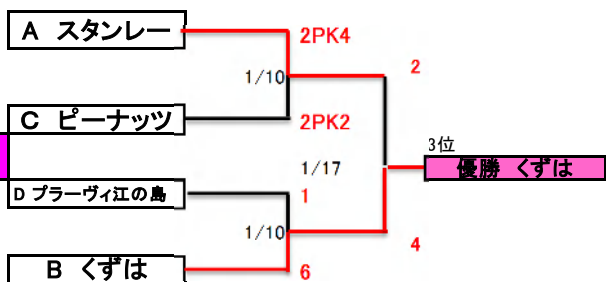 A スタンレー
2PK4
2
1/10
C ピーナッツ
2PK2
3位
1/17
優勝 くずは
D プラーヴィ江の島
1
1/10
4
B くずは
6